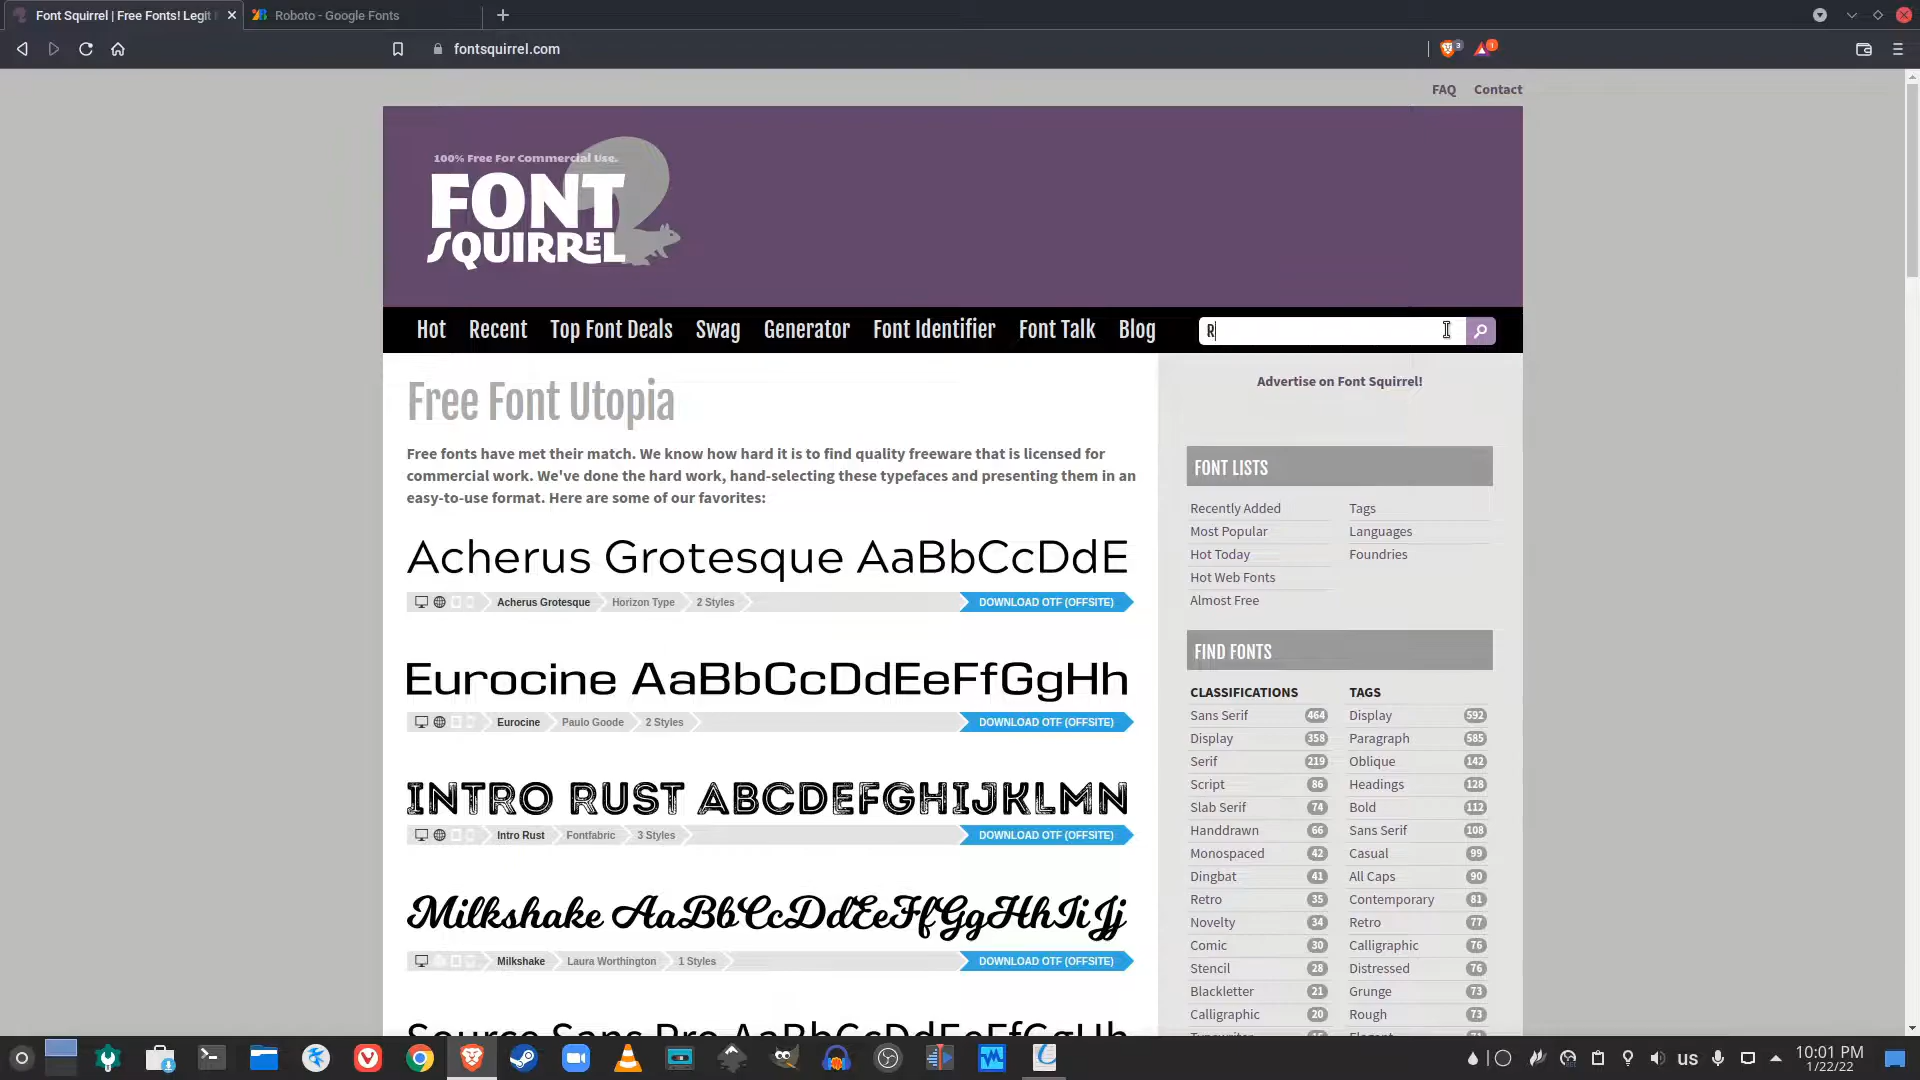 Font Squirrel | Free Fonts! Legit
Roboto - Google Fonts
fontsquirrel.com
3
1
FAQ Contact
100% Free For Commercial Use.
FONT
SQUIRREL
Hot Recent Top Font Deals Swag Generator Font Identifier Font Talk Blog R
Free Font Utopia
Free fonts have met their match. We know how hard it is to find quality freeware that is licensed for
commercial work. We've done the hard work, hand-selecting these typefaces and presenting them in an
easy-to-use format. Here are some of our favorites:
Acherus Grotesque AaBbCcDdE
Acherus Grotesque Horizon Type 2 Styles DOWNLOAD OTF (OFFSITE)
Eurocine AaBbCcDdEeFfGgHh
Eurocine Paulo Goode 2 Styles DOWNLOAD OTF (OFFSITE)
INTRO RUST ABCDEFGHIJKLMN
Intro Rust Fontfabric 3 Styles DOWNLOAD OTF (OFFSITE)
Milkshake AaBbCcDdEeFfGgHhIiJj
Milkshake Laura Worthington 1 Styles DOWNLOAD OTF (OFFSITE)
Source Sans Pro AaBbCcDdEeFfGgHh
Advertise on Font Squirrel!
FONT LISTS
Recently Added Tags
Most Popular Languages
Hot Today Foundries
Hot Web Fonts
Almost Free
FIND FONTS
CLASSIFICATIONS TAGS
Sans Serif 464 Display 592
Display 358 Paragraph 585
Serif 219 Oblique 142
Script 86 Headings 128
Slab Serif 74 Bold 112
Handdrawn 66 Sans Serif 108
Monospaced 42 Casual 99
Dingbat 41 All Caps 90
Retro 35 Contemporary 81
Novelty 34 Retro 77
Comic 30 Calligraphic 76
Stencil 28 Distressed 76
Blackletter 21 Grunge 73
Calligraphic 20 Rough 73
us
10:01 PM
1/22/22